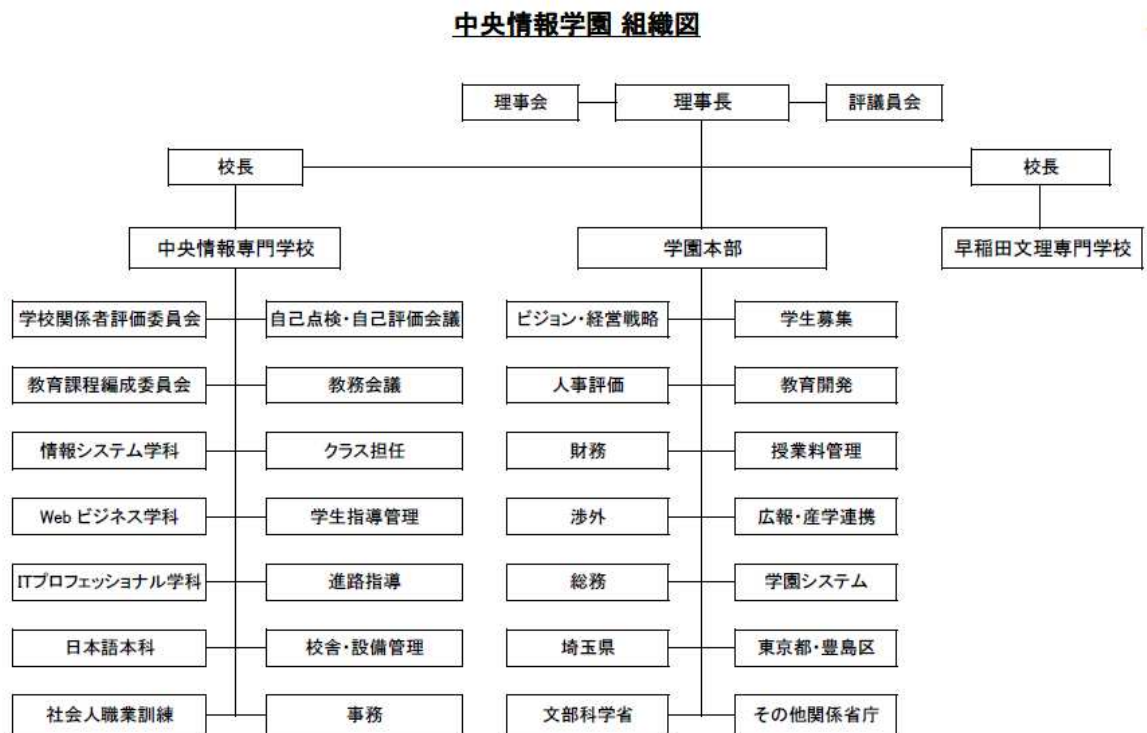 中央情報学園 組織図
理事会
理事長
評議員会
校長
校長
中央情報専門学校
学園本部
早稲田文理専門学校
学校関係者評価委員会
自己点検・自己評価会議
ビジョン・経営戦略
学生募集
教育課程編成委員会
教務会議
人事評価
教育開発
情報システム学科
クラス担任
財務
授業料管理
Web ビジネス学科
学生指導管理
渉外
広報・産学連携
ITプロフェッショナル学科
進路指導
総務
学園システム
日本語本科
校舎・設備管理
埼玉県
東京都・豊島区
社会人職業訓練
事務
文部科学省
その他関係省庁